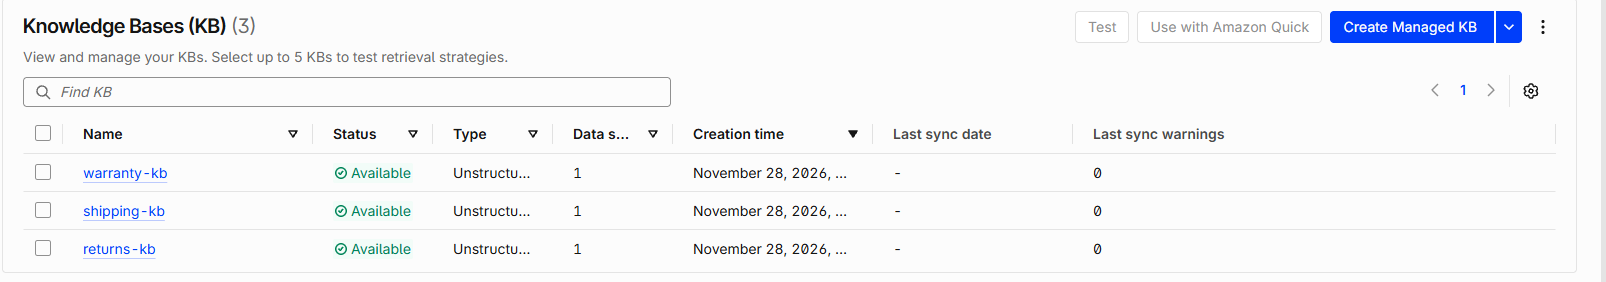 Knowledge Bases (KB) (3)
Test
Use with Amazon Quick
Create Managed KB
View and manage your KBs. Select up to 5 KBs to test retrieval strategies.
Find KB
1
Name Status Type Data s... Creation time Last sync date Last sync warnings
warranty-kb Available Unstructu... 1 November 28, 2026, ... - 0
shipping-kb Available Unstructu... 1 November 28, 2026, ... - 0
returns-kb Available Unstructu... 1 November 28, 2026, ... - 0